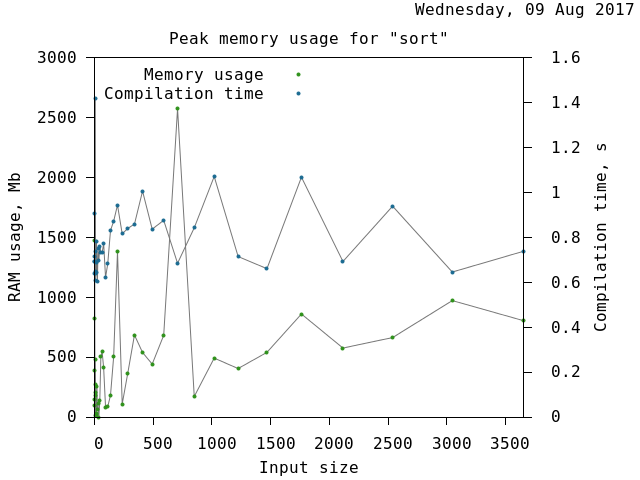 Wednesday, 09 Aug 2017
Peak memory usage for "sort"
Memory usage
Compilation time
3000
2500
2000
1500
1000
500
0
RAM usage, Mb
1.6
1.4
1.2
1
0.8
0.6
0.4
0.2
0
Compilation time, s
0 500 1000 1500 2000 2500 3000 3500
Input size